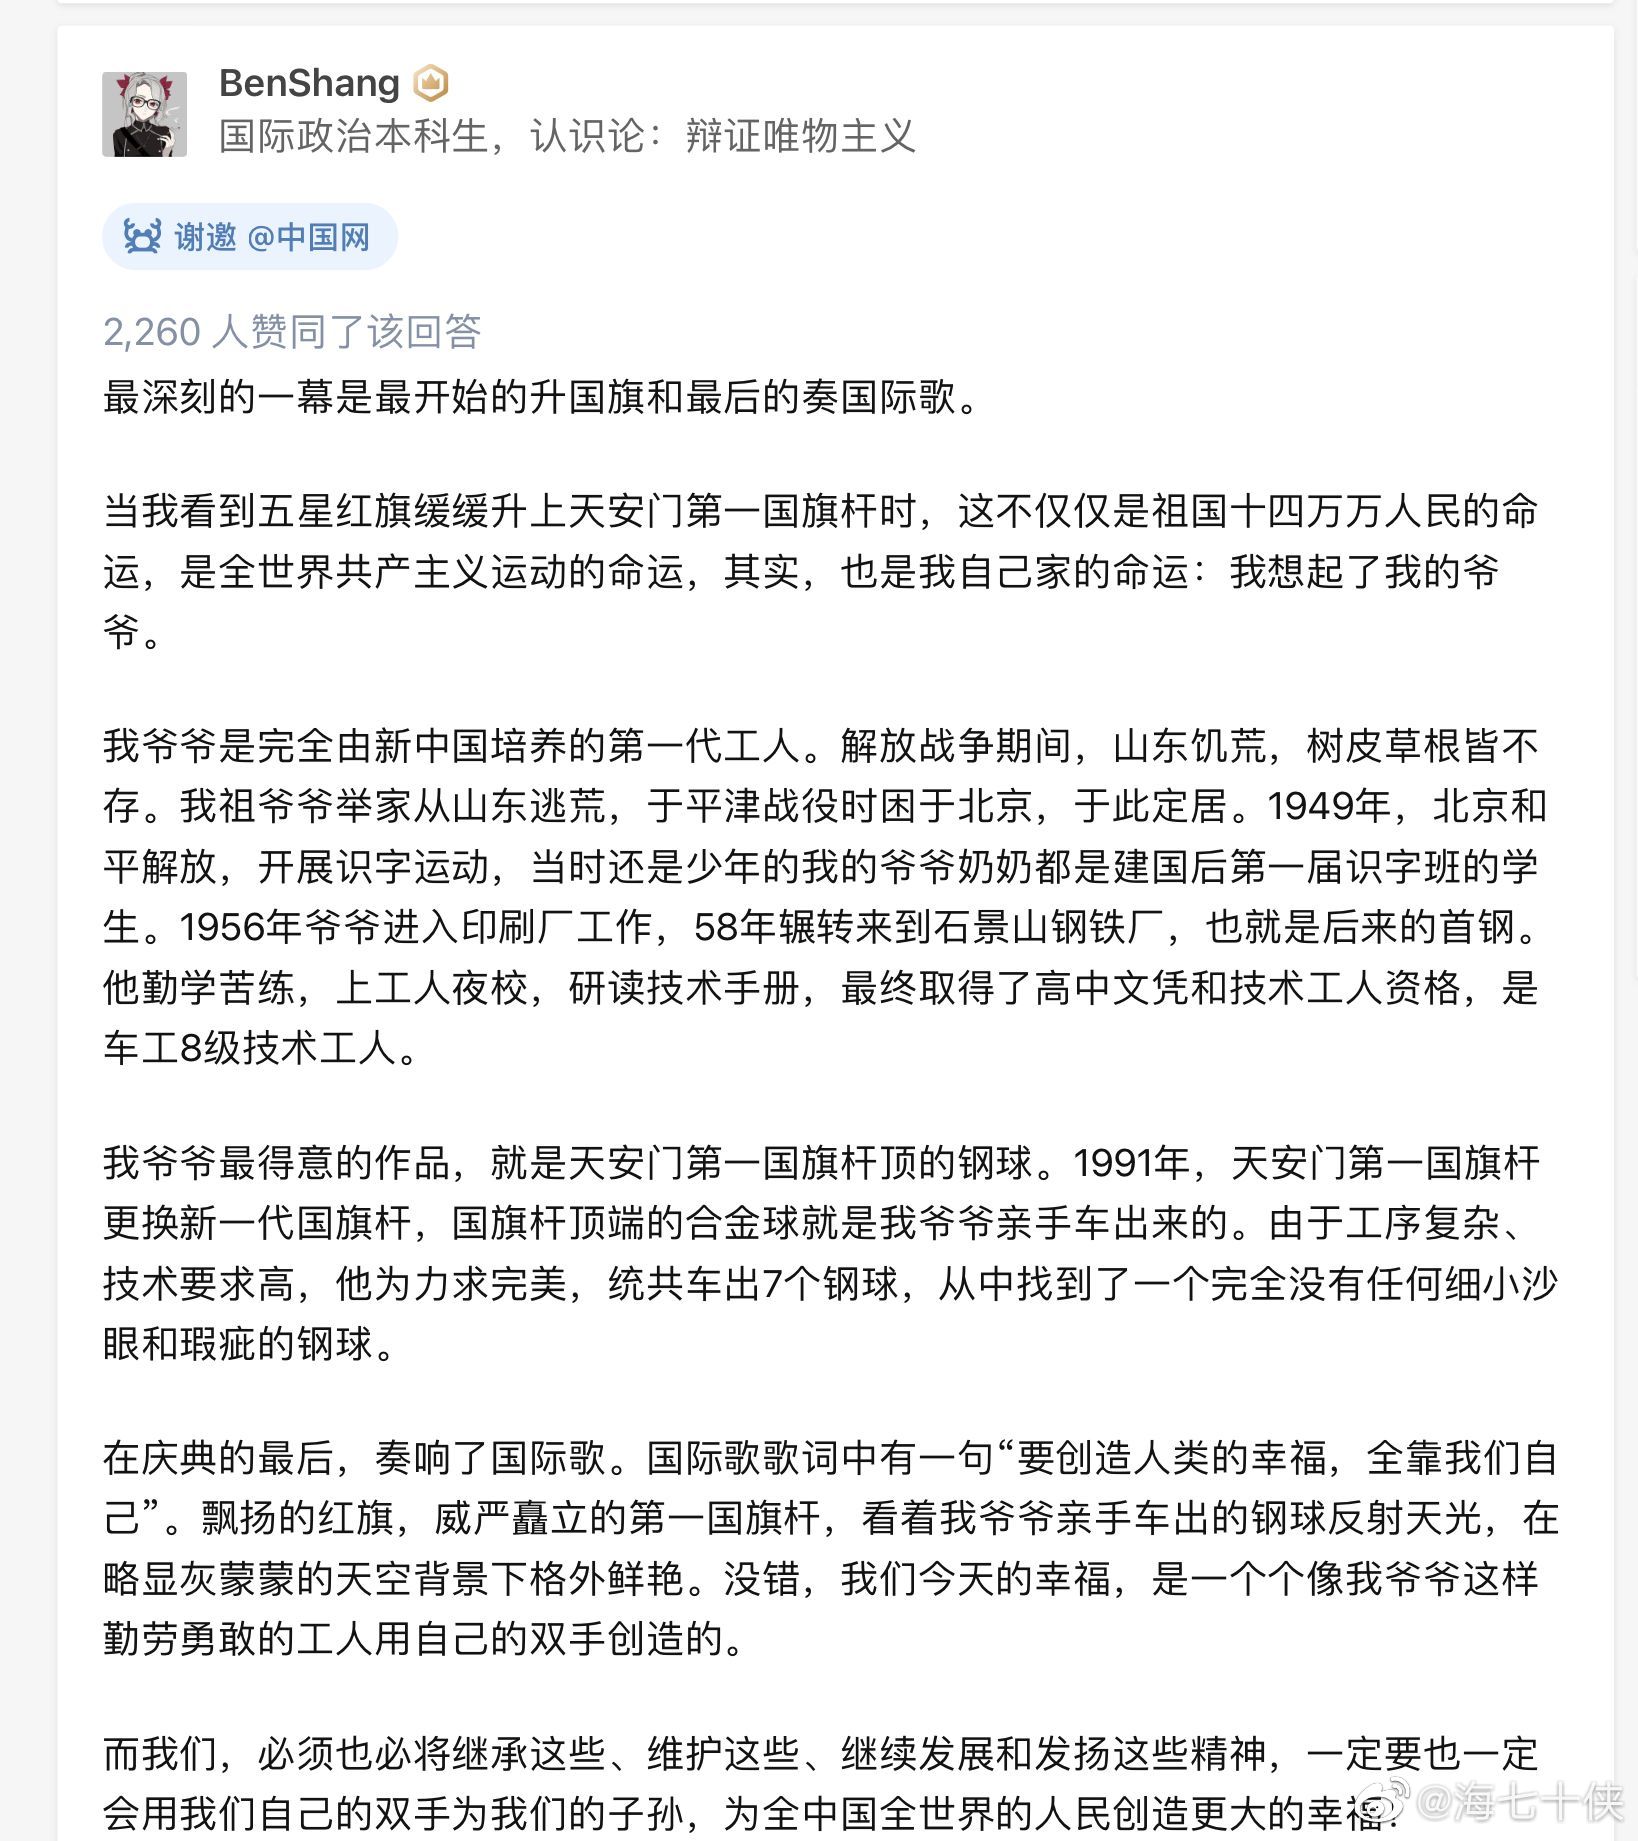 BenShang
国际政治本科生，认识论：辩证唯物主义
谢邀 @中国网
2,260 人赞同了该回答
最深刻的一幕是最开始的升国旗和最后的奏国际歌。
当我看到五星红旗缓缓升上天安门第一国旗杆时，这不仅仅是祖国十四万万人民的命
运，是全世界共产主义运动的命运，其实，也是我自己家的命运：我想起了我的爷
爷。
我爷爷是完全由新中国培养的第一代工人。解放战争期间，山东饥荒，树皮草根皆不
存。我祖爷爷举家从山东逃荒，于平津战役时困于北京，于此定居。1949年，北京和
平解放，开展识字运动，当时还是少年的我的爷爷奶奶都是建国后第一届识字班的学
生。1956年爷爷进入印刷厂工作，58年辗转来到石景山钢铁厂，也就是后来的首钢。
他勤学苦练，上工人夜校，研读技术手册，最终取得了高中文凭和技术工人资格，是
车工8级技术工人。
我爷爷最得意的作品，就是天安门第一国旗杆顶的钢球。1991年，天安门第一国旗杆
更换新一代国旗杆，国旗杆顶端的合金球就是我爷爷亲手车出来的。由于工序复杂、
技术要求高，他为力求完美，统共车出7个钢球，从中找到了一个完全没有任何细小沙
眼和瑕疵的钢球。
在庆典的最后，奏响了国际歌。国际歌歌词中有一句“要创造人类的幸福，全靠我们自
己”。飘扬的红旗，威严矗立的第一国旗杆，看着我爷爷亲手车出的钢球反射天光，在
略显灰蒙蒙的天空背景下格外鲜艳。没错，我们今天的幸福，是一个个像我爷爷这样
勤劳勇敢的工人用自己的双手创造的。
而我们，必须也必将继承这些、维护这些、继续发展和发扬这些精神，一定要也一定
会用我们自己的双手为我们的子孙，为全中国全世界的人民创造更大的幸福！
@海七十侠